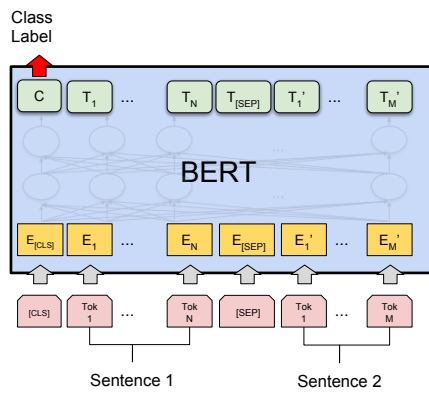 Class
Label
C T1 ... TN T[SEP] T1' ... TM'
...
BERT
...
E[CLS] E1 ... EN E[SEP] E1' ... EM'
[CLS] Tok 1 ... Tok N [SEP] Tok 1 ... Tok M
Sentence 1 Sentence 2